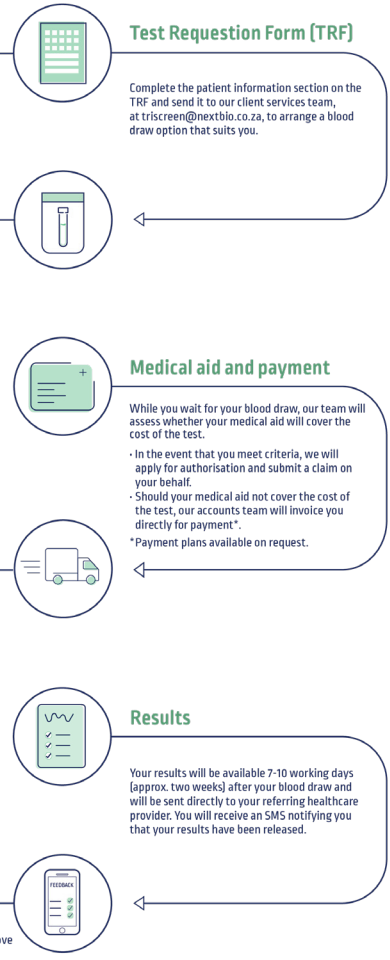 Test Requestion Form (TRF)
Complete the patient information section on the
TRF and send it to our client services team,
at triscreen@nextbio.co.za, to arrange a blood
draw option that suits you.
Medical aid and payment
While you wait for your blood draw, our team will
assess whether your medical aid will cover the
cost of the test.
· In the event that you meet criteria, we will
apply for authorisation and submit a claim on
your behalf.
· Should your medical aid not cover the cost of
the test, our accounts team will invoice you
directly for payment*.
*Payment plans available on request.
Results
Your results will be available 7-10 working days
(approx. two weeks) after your blood draw and
will be sent directly to your referring healthcare
provider. You will receive an SMS notifying you
that your results have been released.
FEEDBACK